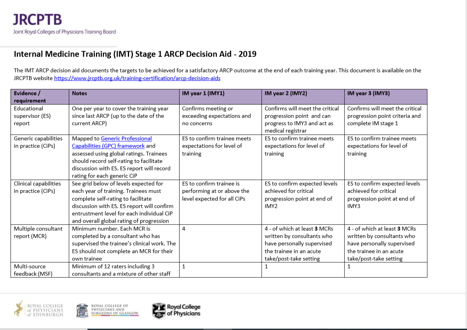 JRCPTB
Joint Royal Colleges of Physicians Training Board
Internal Medicine Training (IMT) Stage 1 ARCP Decision Aid - 2019
The IMT ARCP decision aid documents the targets to be achieved for a satisfactory ARCP outcome at the end of each training year. This document is available on the
JRCPTB website https://www.jrcptb.org.uk/training-certification/arcp-decision-aids
Evidence /
requirement
Notes
IM year 1 (IMY1)
IM year 2 (IMY2)
IM year 3 (IMY3)
Educational
supervisor (ES)
report
One per year to cover the training year
since last ARCP (up to the date of the
current ARCP)
Confirms meeting or
exceeding expectations and
no concerns
Confirms will meet the critical
progression point and can
progress to IMY3 and act as
medical registrar
Confirms will meet the critical
progression point criteria and
complete IM stage 1
Generic capabilities
in practice (CiPs)
Mapped to Generic Professional
Capabilities (GPC) framework and
assessed using global ratings. Trainees
should record self-rating to facilitate
discussion with ES. ES report will record
rating for each generic CiP
ES to confirm trainee meets
expectations for level of
training
ES to confirm trainee meets
expectations for level of
training
ES to confirm trainee meets
expectations for level of
training
Clinical capabilities
in practice (CiPs)
See grid below of levels expected for
each year of training. Trainees must
complete self-rating to facilitate
discussion with ES. ES report will confirm
entrustment level for each individual CiP
and overall global rating of progression
ES to confirm trainee is
performing at or above the
level expected for all CiPs
ES to confirm expected levels
achieved for critical
progression point at end of
IMY2
ES to confirm expected levels
achieved for critical
progression point at end of
IMY3
Multiple consultant
report (MCR)
Minimum number. Each MCR is
completed by a consultant who has
supervised the trainee's clinical work. The
ES should not complete an MCR for their
own trainee
4
4 - of which at least 3 MCRs
written by consultants who
have personally supervised
the trainee in an acute
take/post-take setting
4 - of which at least 3 MCRs
written by consultants who
have personally supervised
the trainee in an acute
take/post-take setting
Multi-source
feedback (MSF)
Minimum of 12 raters including 3
consultants and a mixture of other staff
1
1
1
ROYAL COLLEGE
of PHYSICIANS
of EDINBURGH
ROYAL COLLEGE OF
PHYSICIANS AND
SURGEONS OF GLASGOW
Royal College
of Physicians